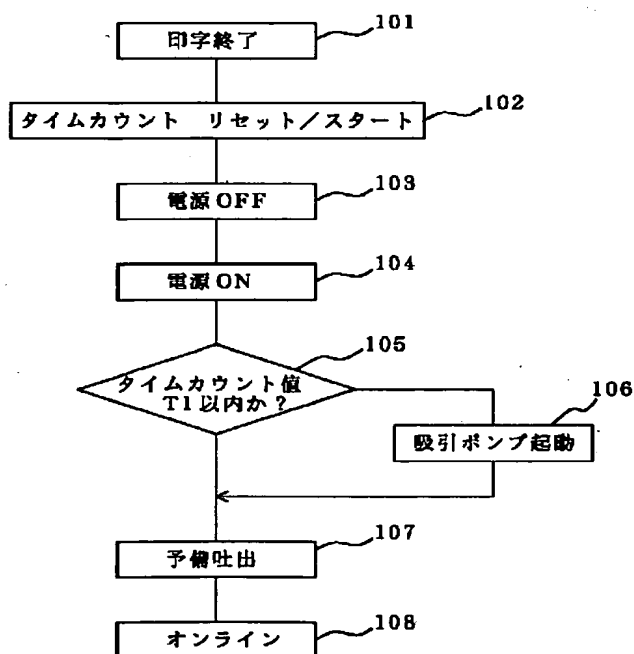 101
印字終了
102
タイムカウント リセット/スタート
103
電源OFF
104
電源ON
105
タイムカウント値
T1以内か?
106
吸引ポンプ起動
107
予備吐出
108
オンライン